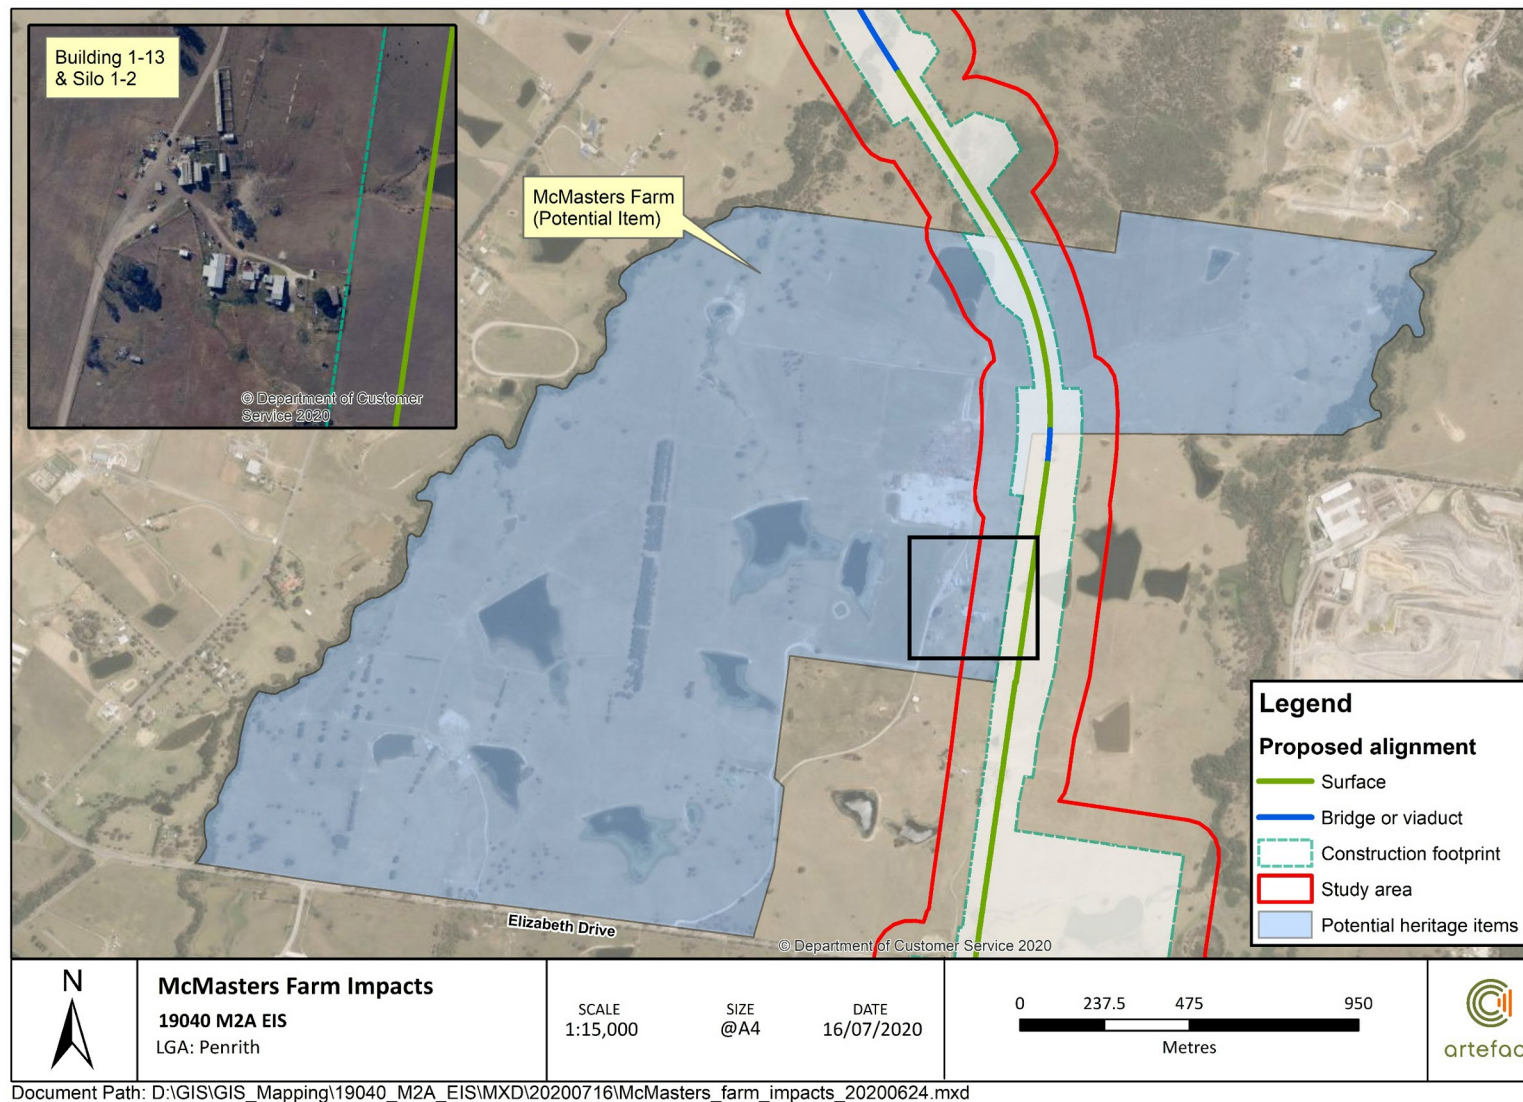 Building 1-13
& Silo 1-2
© Department of Customer
Service 2020
McMasters Farm
(Potential Item)
Elizabeth Drive
© Department of Customer Service 2020
Legend
Proposed alignment
Surface
Bridge or viaduct
Construction footprint
Study area
Potential heritage items
N
McMasters Farm Impacts
19040 M2A EIS
LGA: Penrith
SCALE
1:15,000
SIZE
@A4
DATE
16/07/2020
0 237.5 475 950
Metres
artefac
Document Path: D:\GIS\GIS_Mapping\19040_M2A_EIS\MXD\20200716\McMasters_farm_impacts_20200624.mxd